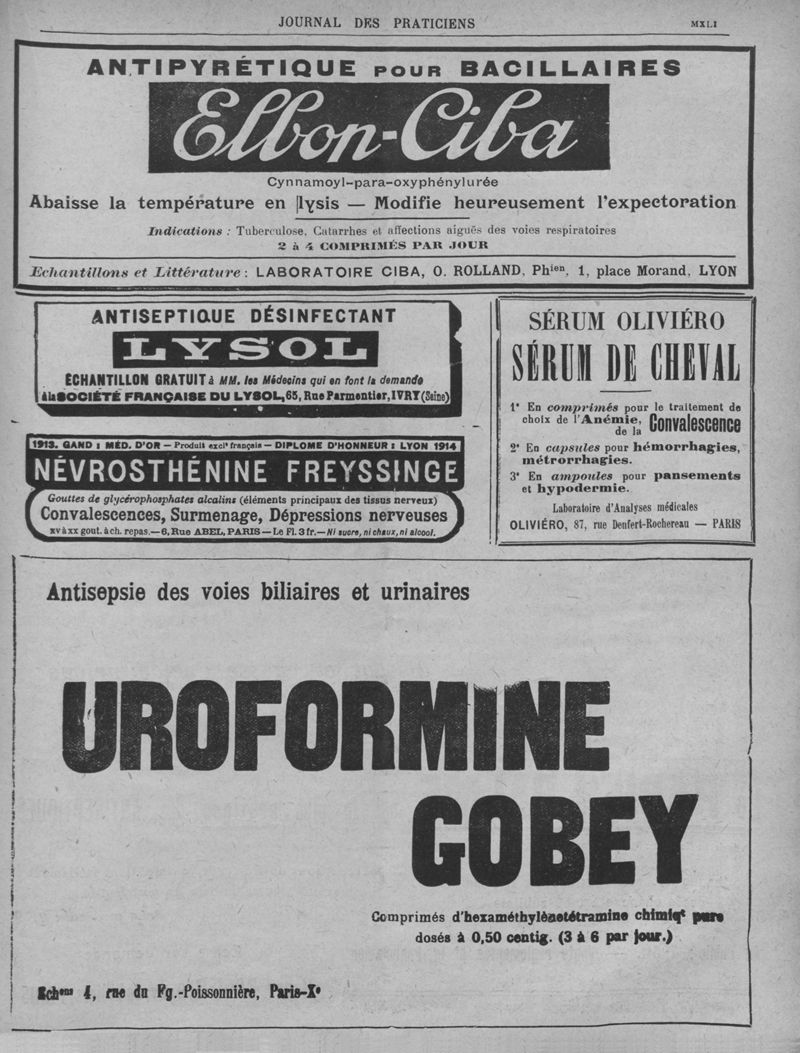 JOURNAL DES PRATICIENS
MXLI
ANTIPYRÉTIQUE POUR BACILLAIRES
Elbon-Ciba
Cynnamoyl-para-oxyphénylurée
Abaisse la température en lysis — Modifie heureusement l'expectoration
Indications : Tuberculose, Catarrhes et affections aiguës des voies respiratoires
2 à 4 COMPRIMÉS PAR JOUR
Echantillons et Littérature : LABORATOIRE CIBA, O. ROLLAND, Phien, 1, place Morand, LYON
ANTISEPTIQUE DÉSINFECTANT
LYSOL
ÉCHANTILLON GRATUIT à MM. les Médecins qui en font la demande
à la SOCIÉTÉ FRANÇAISE DU LYSOL, 65, Rue Parmentier, IVRY (Seine)
1913. GAND : MÉD. D'OR — Produit exclt français — DIPLOME D'HONNEUR : LYON 1914
NÉVROSTHÉNINE FREYSSINGE
Gouttes de glycérophosphates alcalins (éléments principaux des tissus nerveux)
Convalescences, Surmenage, Dépressions nerveuses
XV à XX gout. à ch. repas. — 6, Rue ABEL, PARIS — Le Fl. 3 fr. — Ni sucre, ni chaux, ni alcool.
SÉRUM OLIVIÉRO
SÉRUM DE CHEVAL
1° En comprimés pour le traitement de
choix de l'Anémie, de la Convalescence
2° En capsules pour hémorrhagies,
métrorrhagies.
3° En ampoules pour pansements
et hypodermie.
Laboratoire d'Analyses médicales
OLIVIÉRO, 87, rue Denfert-Rochereau — PARIS
Antisepsie des voies biliaires et urinaires
UROFORMINE
GOBEY
Comprimés d'hexaméthylènetétramine chimiqt pure
dosés à 0,50 centig. (3 à 6 par jour.)
Echons 4, rue du Fg.-Poissonnière, Paris-Xe